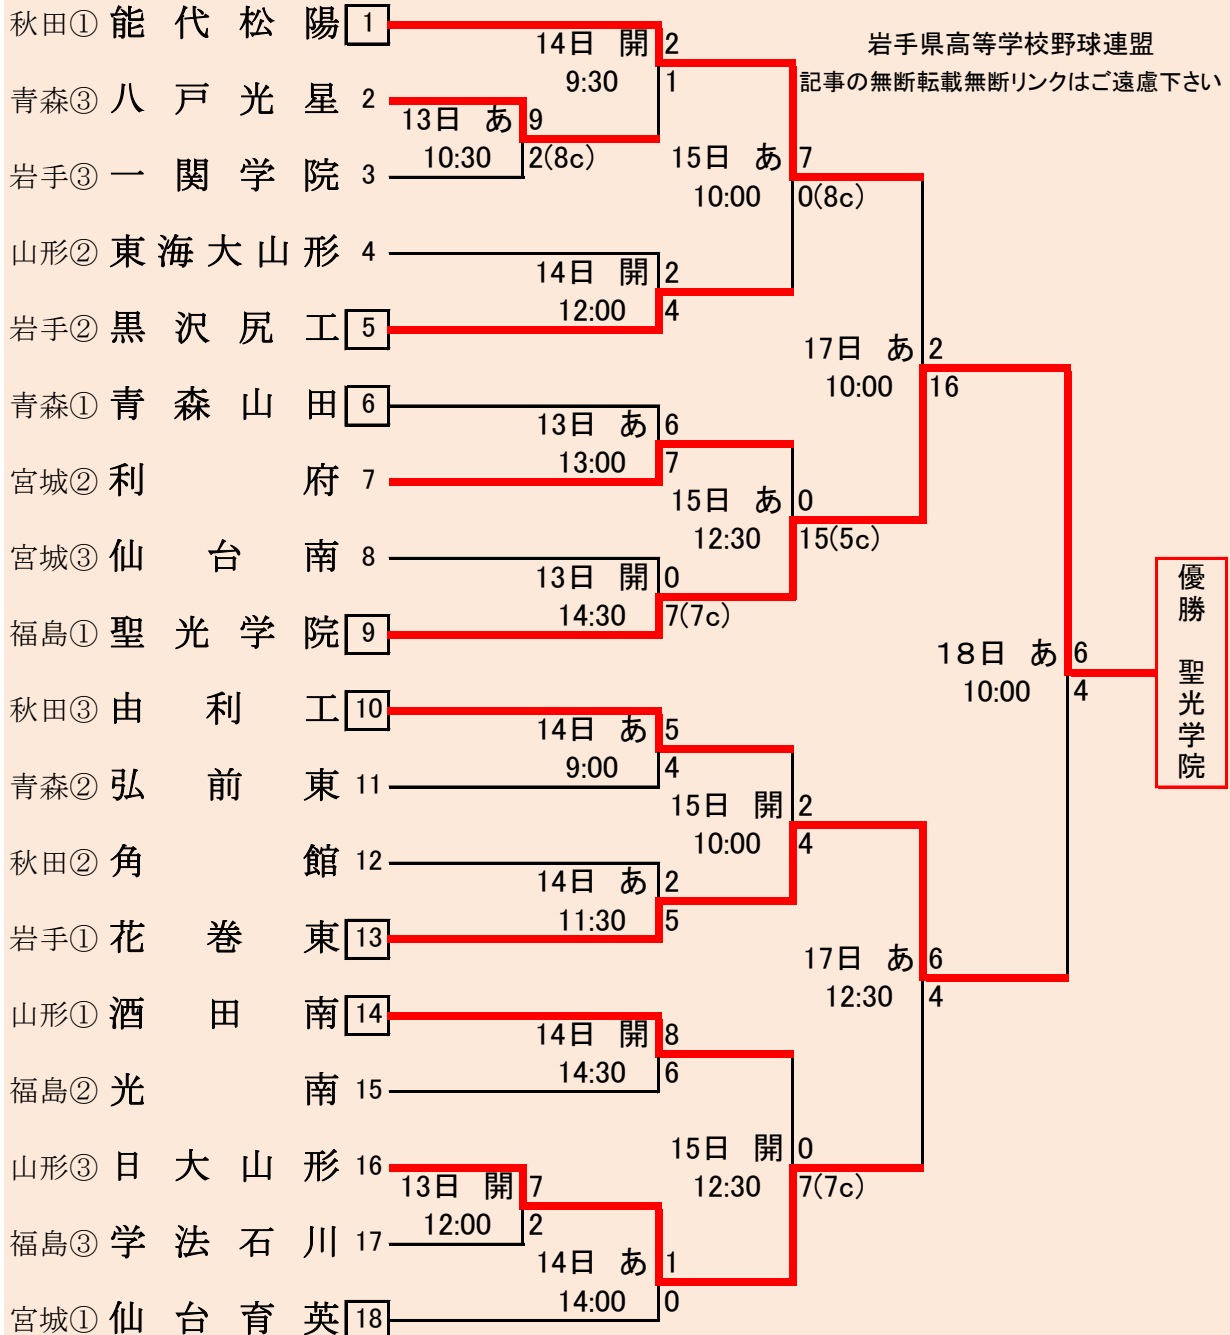 秋田① 能代松陽 1
14日 開 2
岩手県高等学校野球連盟
9:30 1
記事の無断転載無断リンクはご遠慮下さい
青森③ 八戸光星 2
13日 あ 9
10:30 2(8c)
15日 あ 7
岩手③ 一関学院 3
10:00 0(8c)
山形② 東海大山形 4
14日 開 2
12:00 4
岩手② 黒沢尻工 5
17日 あ 2
10:00 16
青森① 青森山田 6
13日 あ 6
13:00 7
宮城② 利府 7
15日 あ 0
12:30 15(5c)
宮城③ 仙台南 8
13日 開 0
14:30 7(7c)
福島① 聖光学院 9
優勝 聖光学院
18日 あ 6
10:00 4
秋田③ 由利工 10
14日 あ 5
9:00 4
青森② 弘前東 11
15日 開 2
10:00 4
秋田② 角館 12
14日 あ 2
11:30 5
岩手① 花巻東 13
17日 あ 6
12:30 4
山形① 酒田南 14
14日 開 8
14:30 6
福島② 光南 15
15日 開 0
12:30 7(7c)
山形③ 日大山形 16
13日 開 7
12:00 2
福島③ 学法石川 17
14日 あ 1
14:00 0
宮城① 仙台育英 18